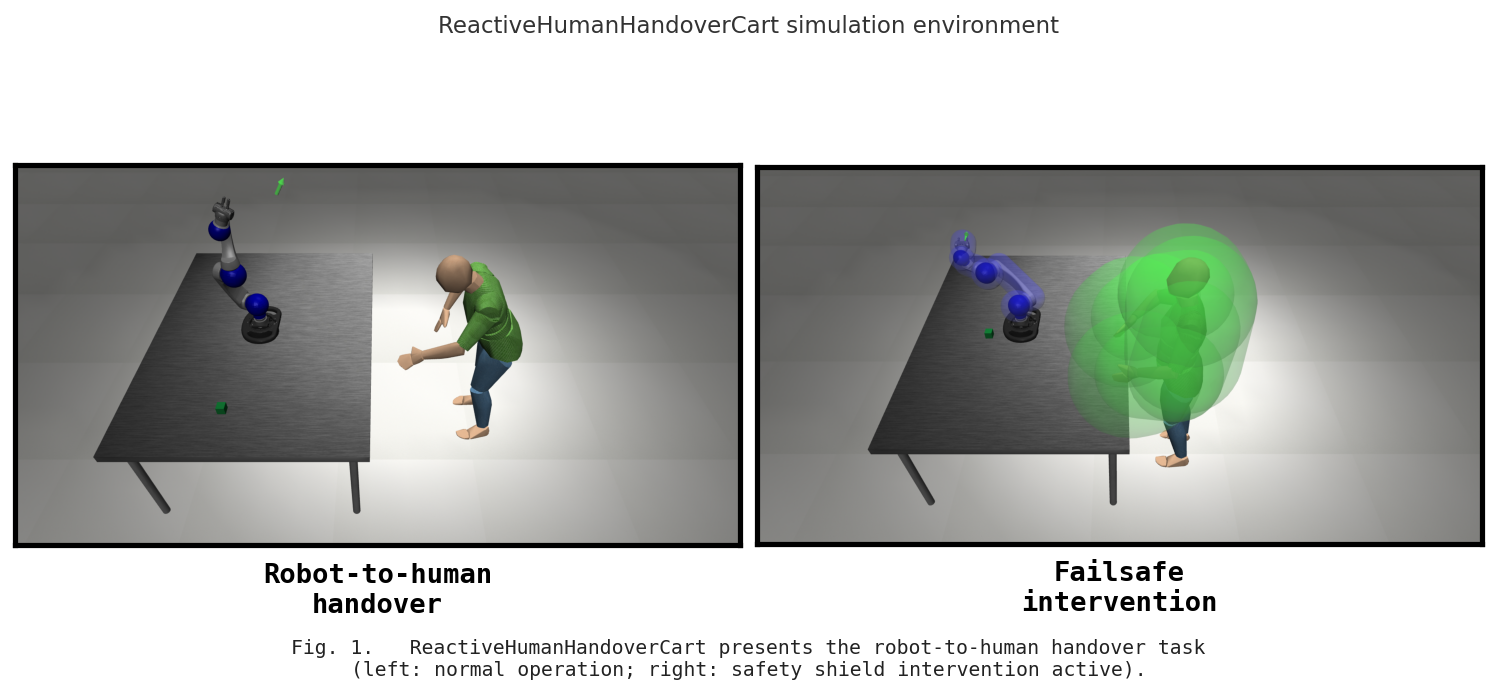 ReactiveHumanHandoverCart simulation environment
Robot-to-human
handover
Failsafe
intervention
Fig. 1.   ReactiveHumanHandoverCart presents the robot-to-human handover task
(left: normal operation; right: safety shield intervention active).